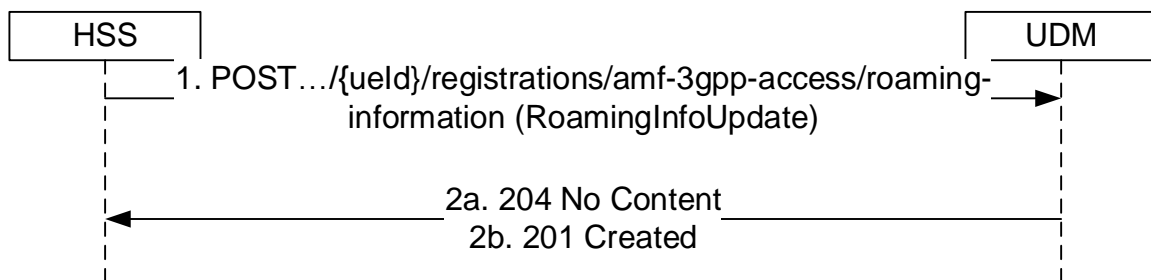 HSS
UDM
1. POST…/{ueId}/registrations/amf-3gpp-access/roaming-
information (RoamingInfoUpdate)
2a. 204 No Content
2b. 201 Created